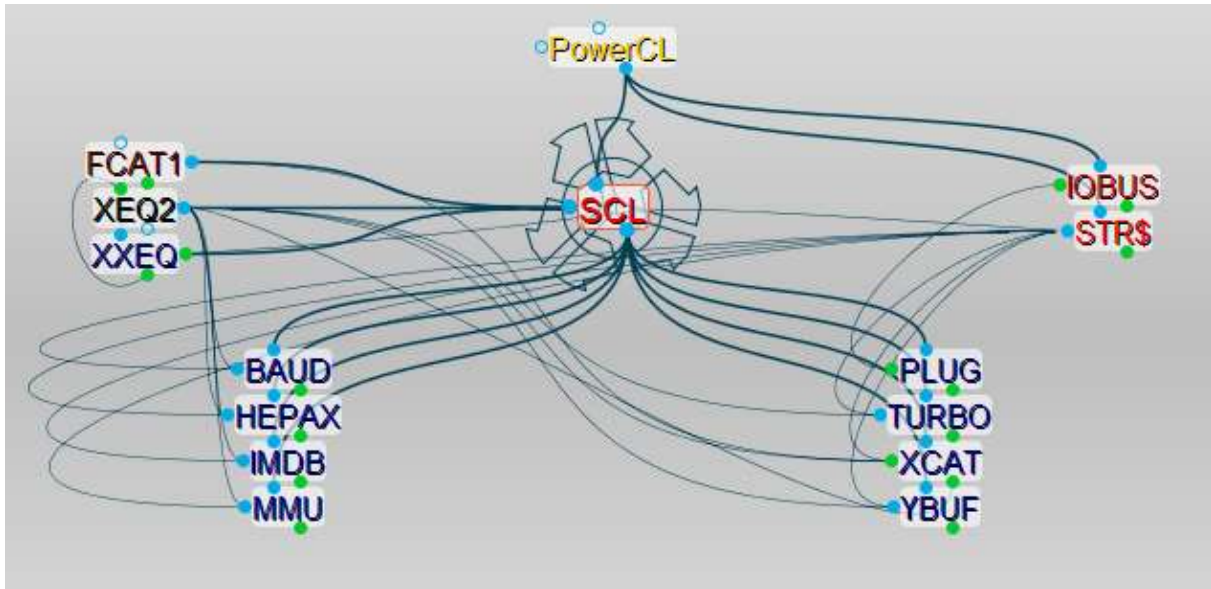 PowerCL
FCAT1
XEQ2
XXEQ
SCL
IOBUS
STR$
BAUD
HEPAX
IMDB
MMU
PLUG
TURBO
XCAT
YBUF